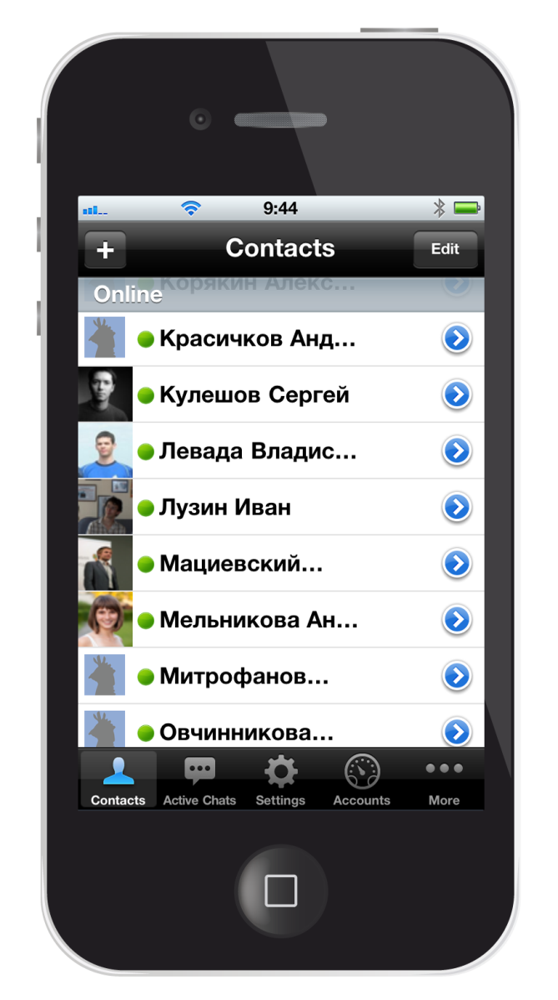 9:44
+ Contacts Edit
Корякин Алекс...
Online
Красичков Анд...
Кулешов Сергей
Левада Владис...
Лузин Иван
Мациевский...
Мельникова Ан...
Митрофанов...
Овчинникова...
Contacts Active Chats Settings Accounts More